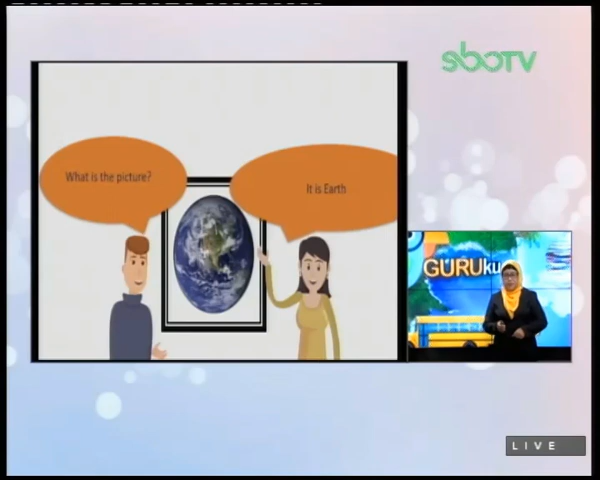 sboTV
What is the picture?
It is Earth
GURUku
LIVE